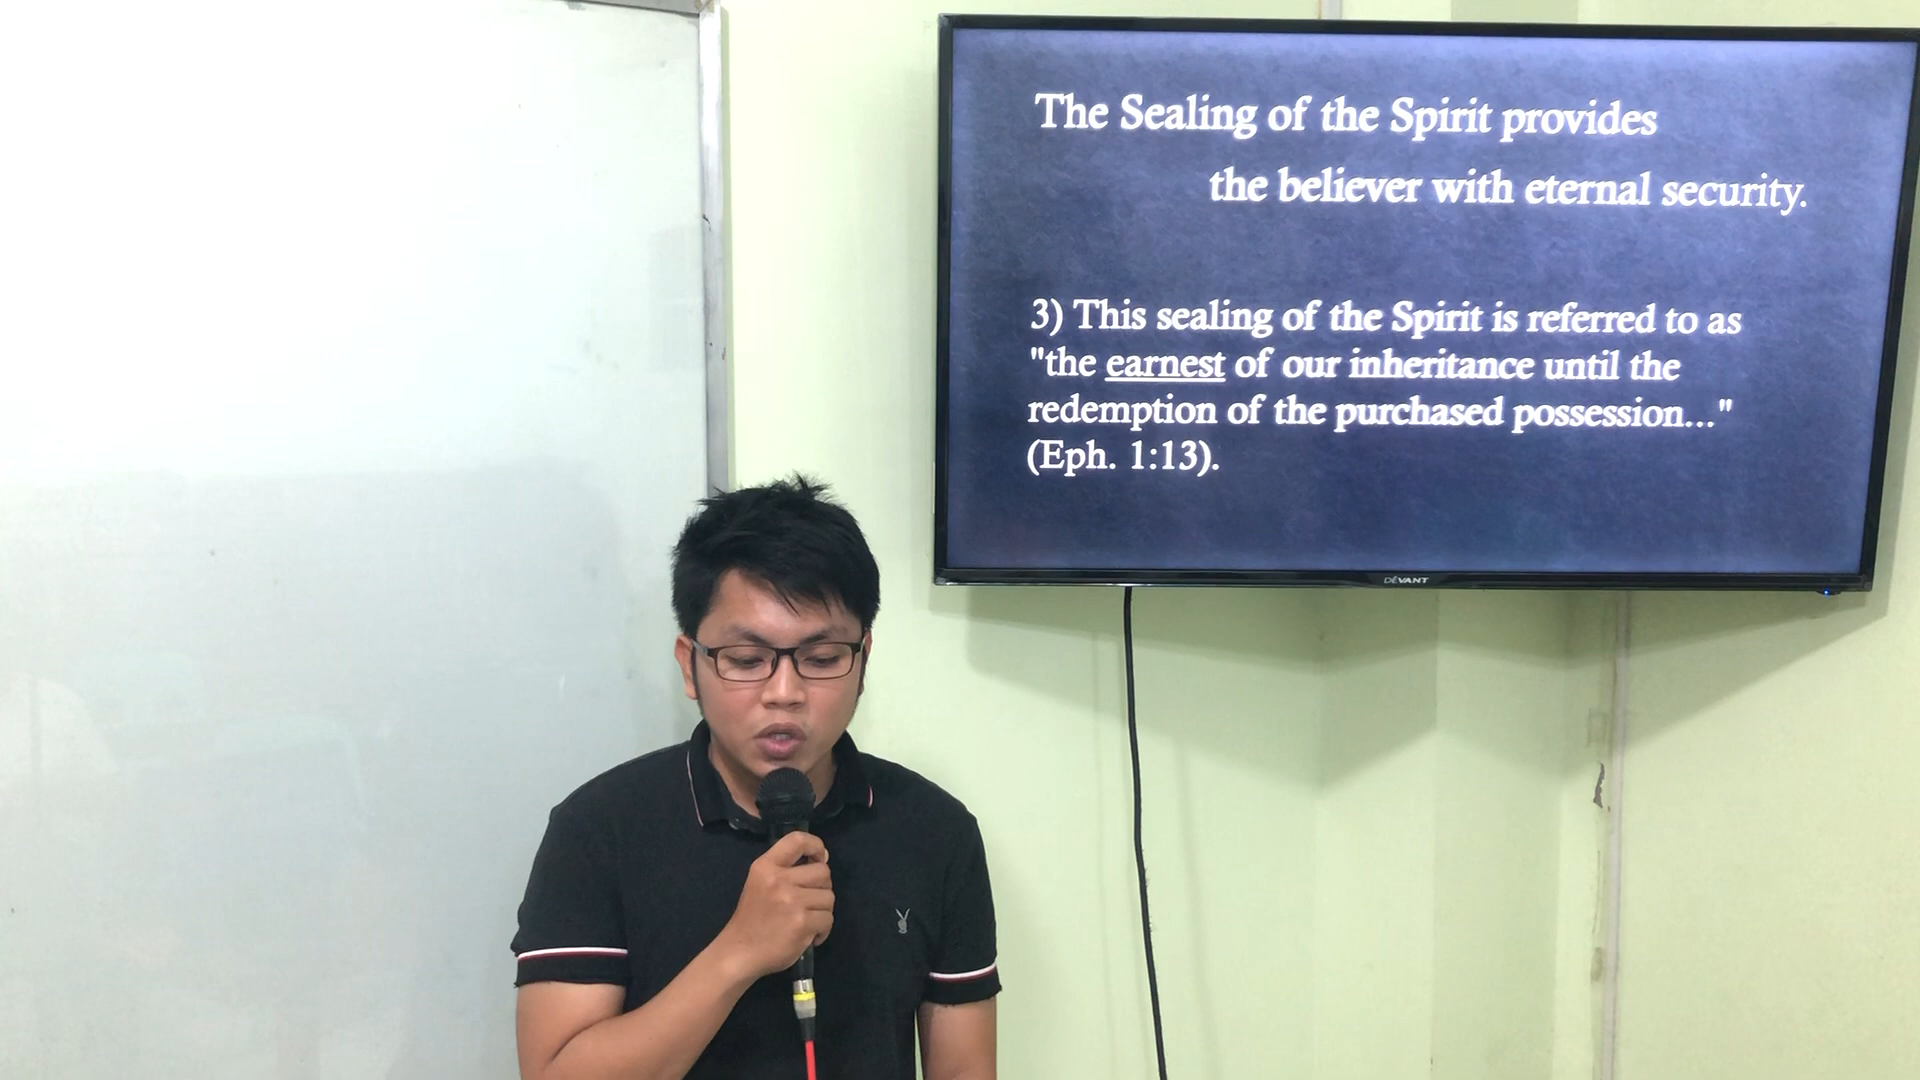 The Sealing of the Spirit provides
the believer with eternal security.
3) This sealing of the Spirit is referred to as
"the earnest of our inheritance until the
redemption of the purchased possession..."
(Eph. 1:13).
DEVANT